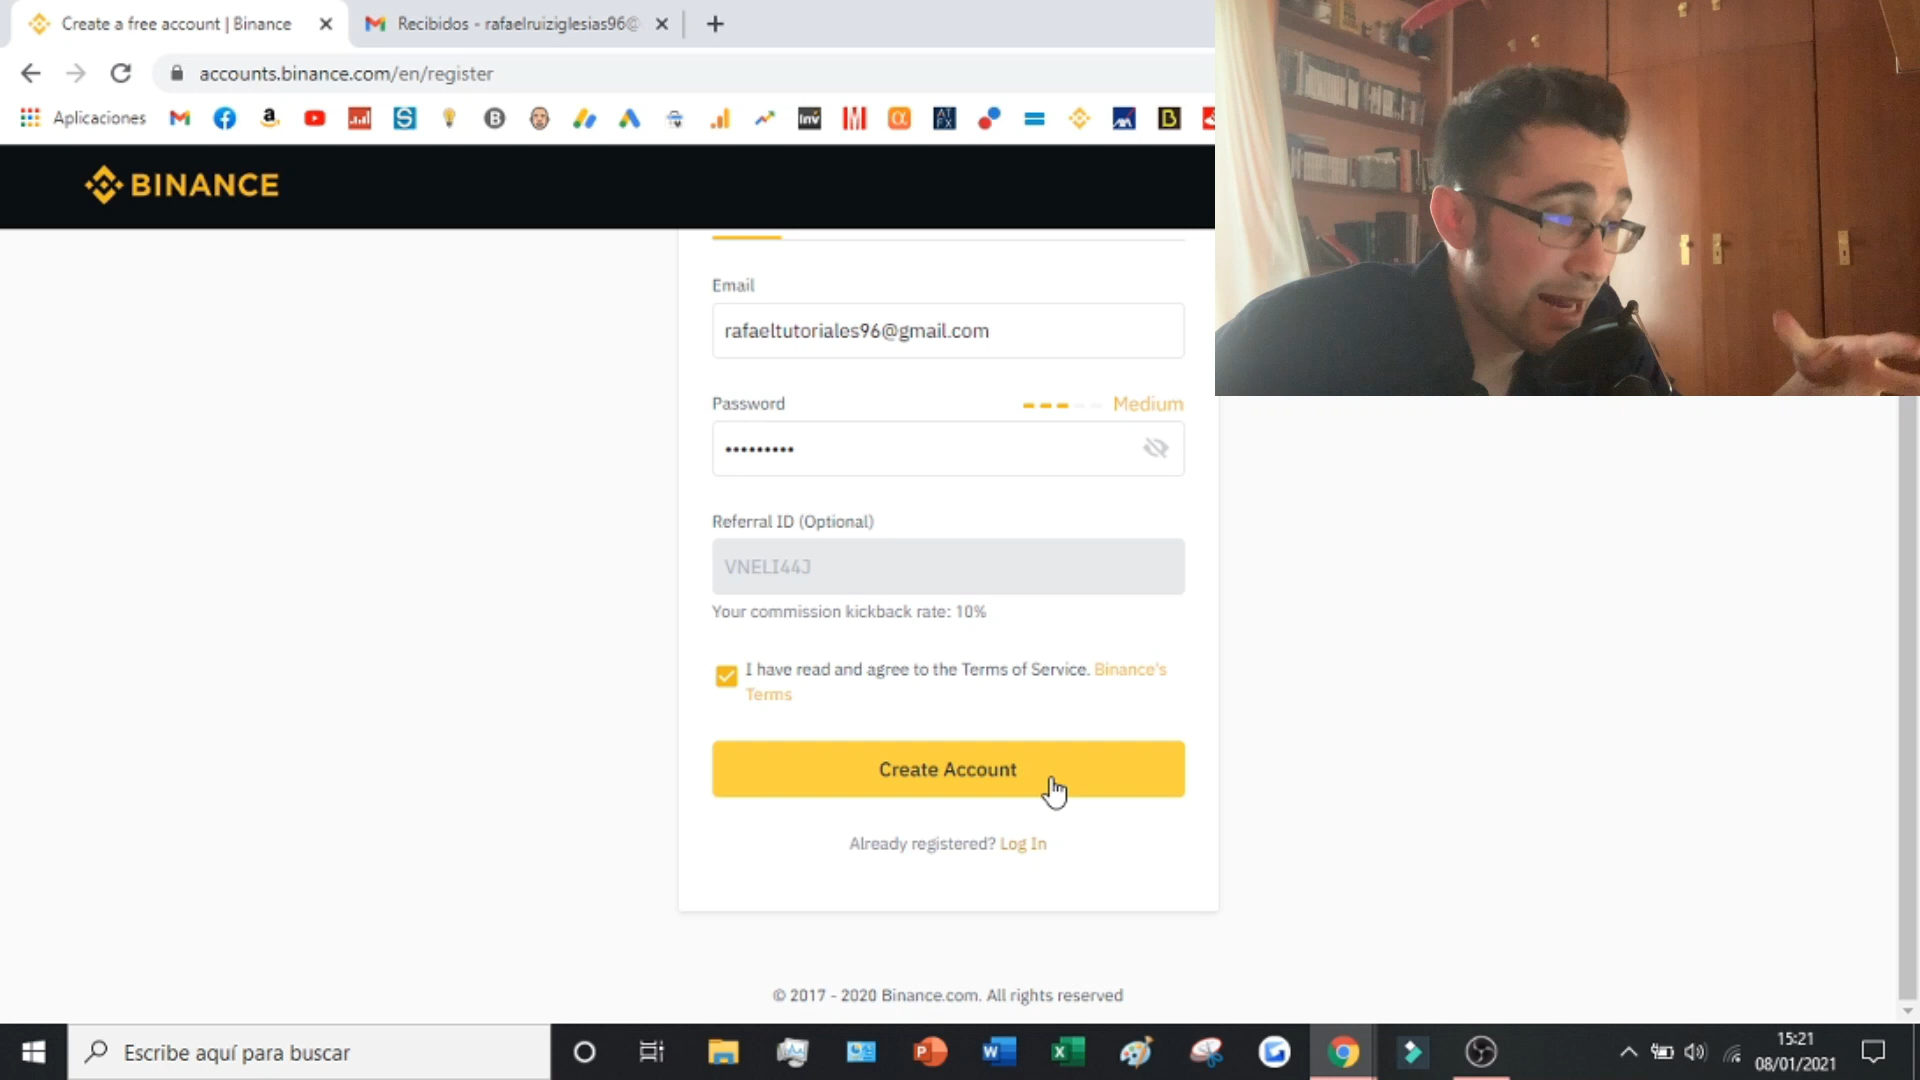 Create a free account | Binance
Recibidos - rafaelruiziglesias96@
accounts.binance.com/en/register
Aplicaciones
Inv
ATFX
BINANCE
Email
rafaeltutoriales96@gmail.com
Password
Medium
•••••••••
Referral ID (Optional)
VNELI44J
Your commission kickback rate: 10%
I have read and agree to the Terms of Service. Binance's
Terms
Create Account
Already registered? Log In
© 2017 - 2020 Binance.com. All rights reserved
Escribe aquí para buscar
15:21
08/01/2021